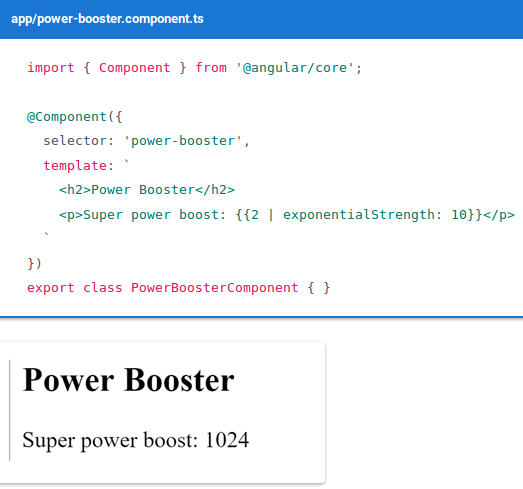 app/power-booster.component.ts
import { Component } from '@angular/core';
@Component({
  selector: 'power-booster',
  template: `
    <h2>Power Booster</h2>
    <p>Super power boost: {{2 | exponentialStrength: 10}}</p>
  `
})
export class PowerBoosterComponent { }
Power Booster
Super power boost: 1024